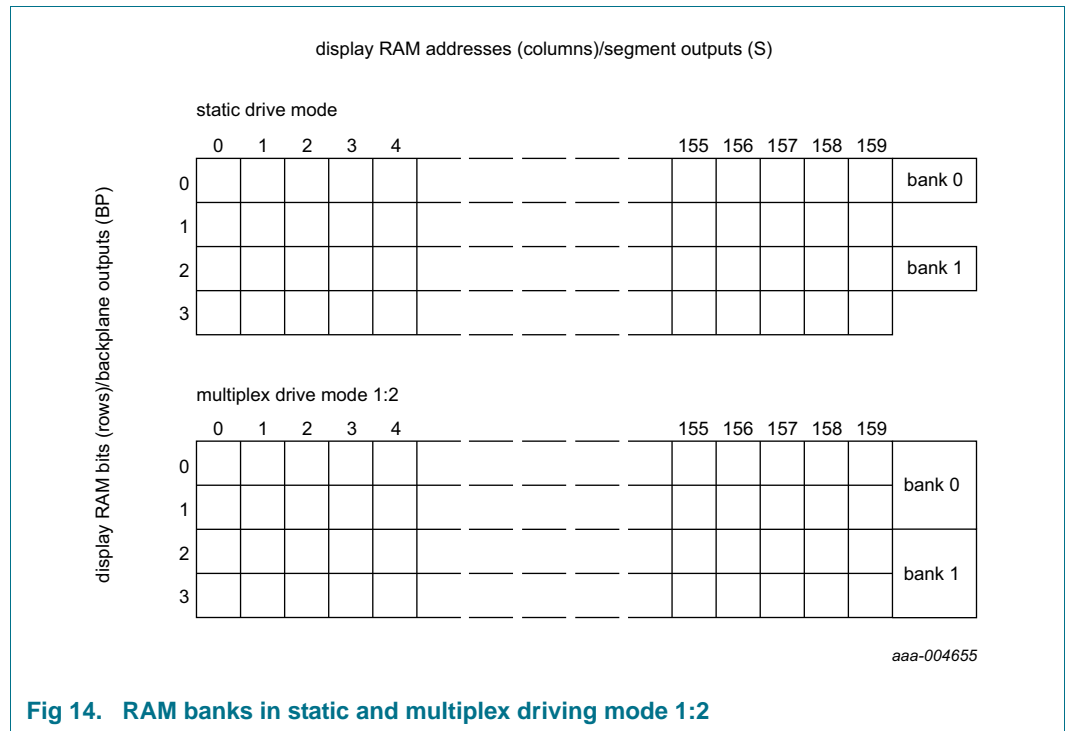 display RAM addresses (columns)/segment outputs (S)
display RAM bits (rows)/backplane outputs (BP)
static drive mode
0 1 2 3 4 155 156 157 158 159
0 bank 0
1
2 bank 1
3
multiplex drive mode 1:2
0 1 2 3 4 155 156 157 158 159
0
bank 0
1
2
bank 1
3
aaa-004655
Fig 14. RAM banks in static and multiplex driving mode 1:2